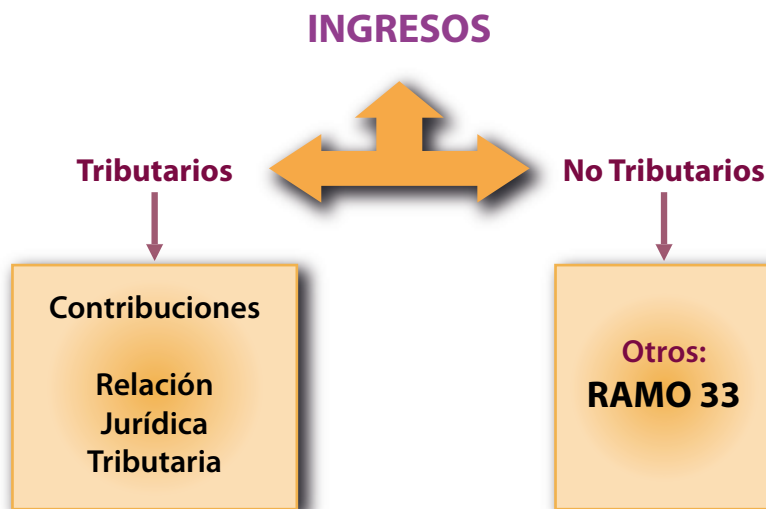 INGRESOS
Tributarios
No Tributarios
Contribuciones
Relación
Jurídica
Tributaria
Otros:
RAMO 33